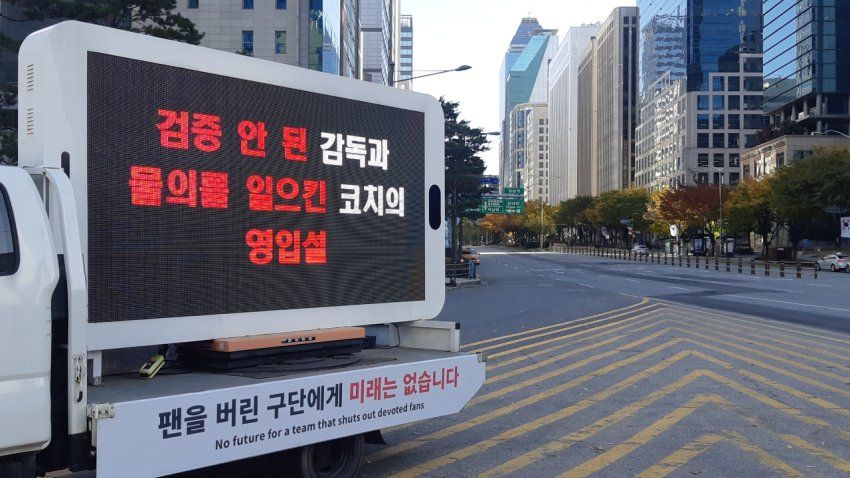 검증 안 된 감독과
물의를 일으킨 코치의
영입설
팬을 버린 구단에게 미래는 없습니다
No future for a team that shuts out devoted fans